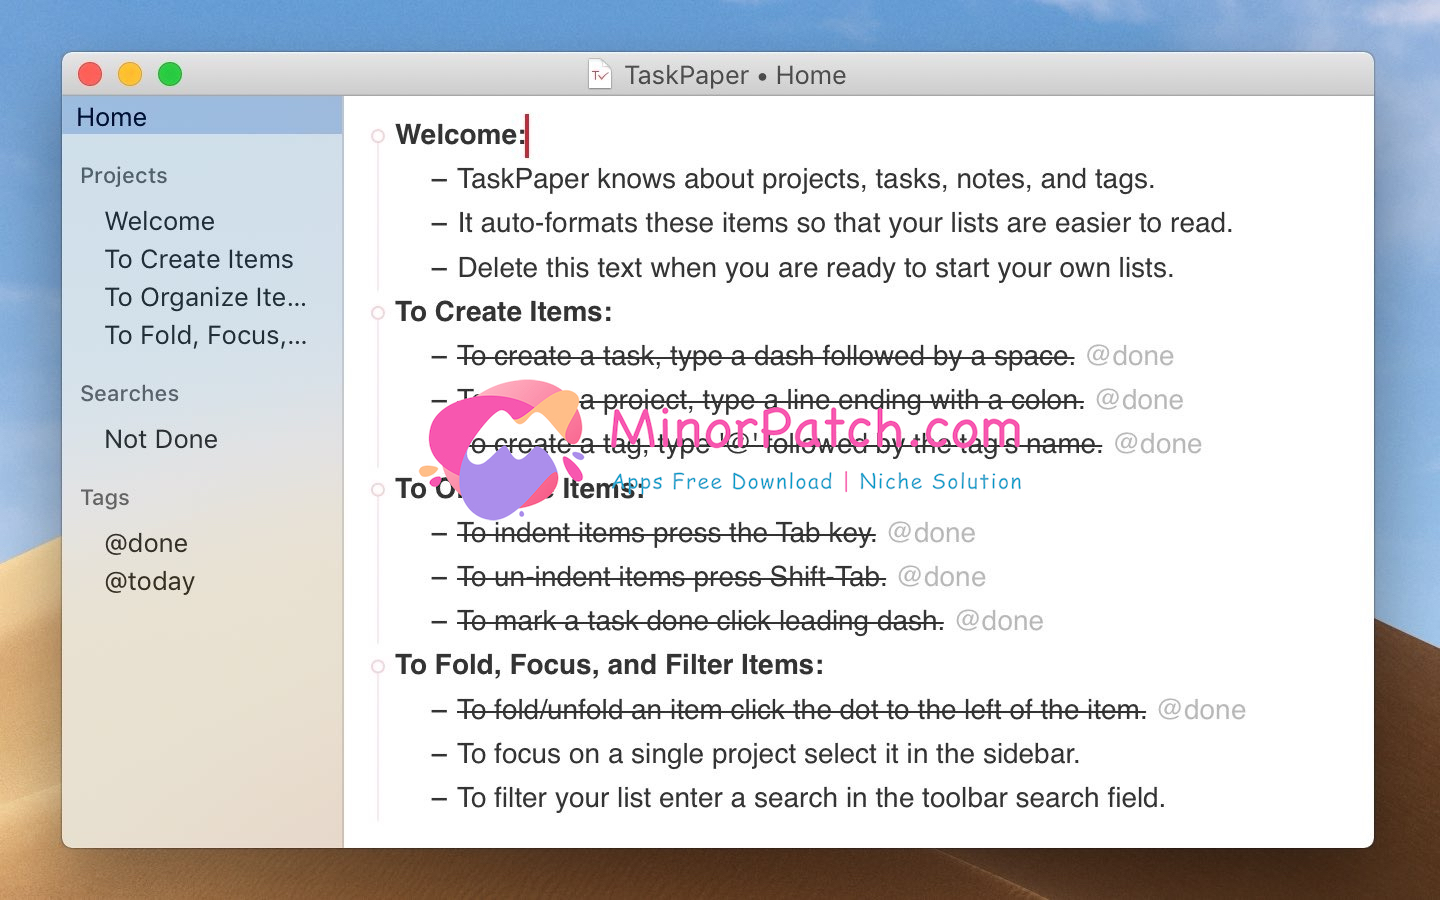 TaskPaper • Home
Home
Projects
Welcome
To Create Items
To Organize Ite...
To Fold, Focus,...
Searches
Not Done
Tags
@done
@today
Welcome:
– TaskPaper knows about projects, tasks, notes, and tags.
– It auto-formats these items so that your lists are easier to read.
– Delete this text when you are ready to start your own lists.
To Create Items:
– To create a task, type a dash followed by a space. @done
– a project, type a line ending with a colon. @done
to create a tag, type '@' followed by the tag's name. @done
MinorPatch.com
Apps Free Download | Niche Solution
To Items:
– To indent items press the Tab key. @done
– To un-indent items press Shift-Tab. @done
– To mark a task done click leading dash. @done
To Fold, Focus, and Filter Items:
– To fold/unfold an item click the dot to the left of the item. @done
– To focus on a single project select it in the sidebar.
– To filter your list enter a search in the toolbar search field.